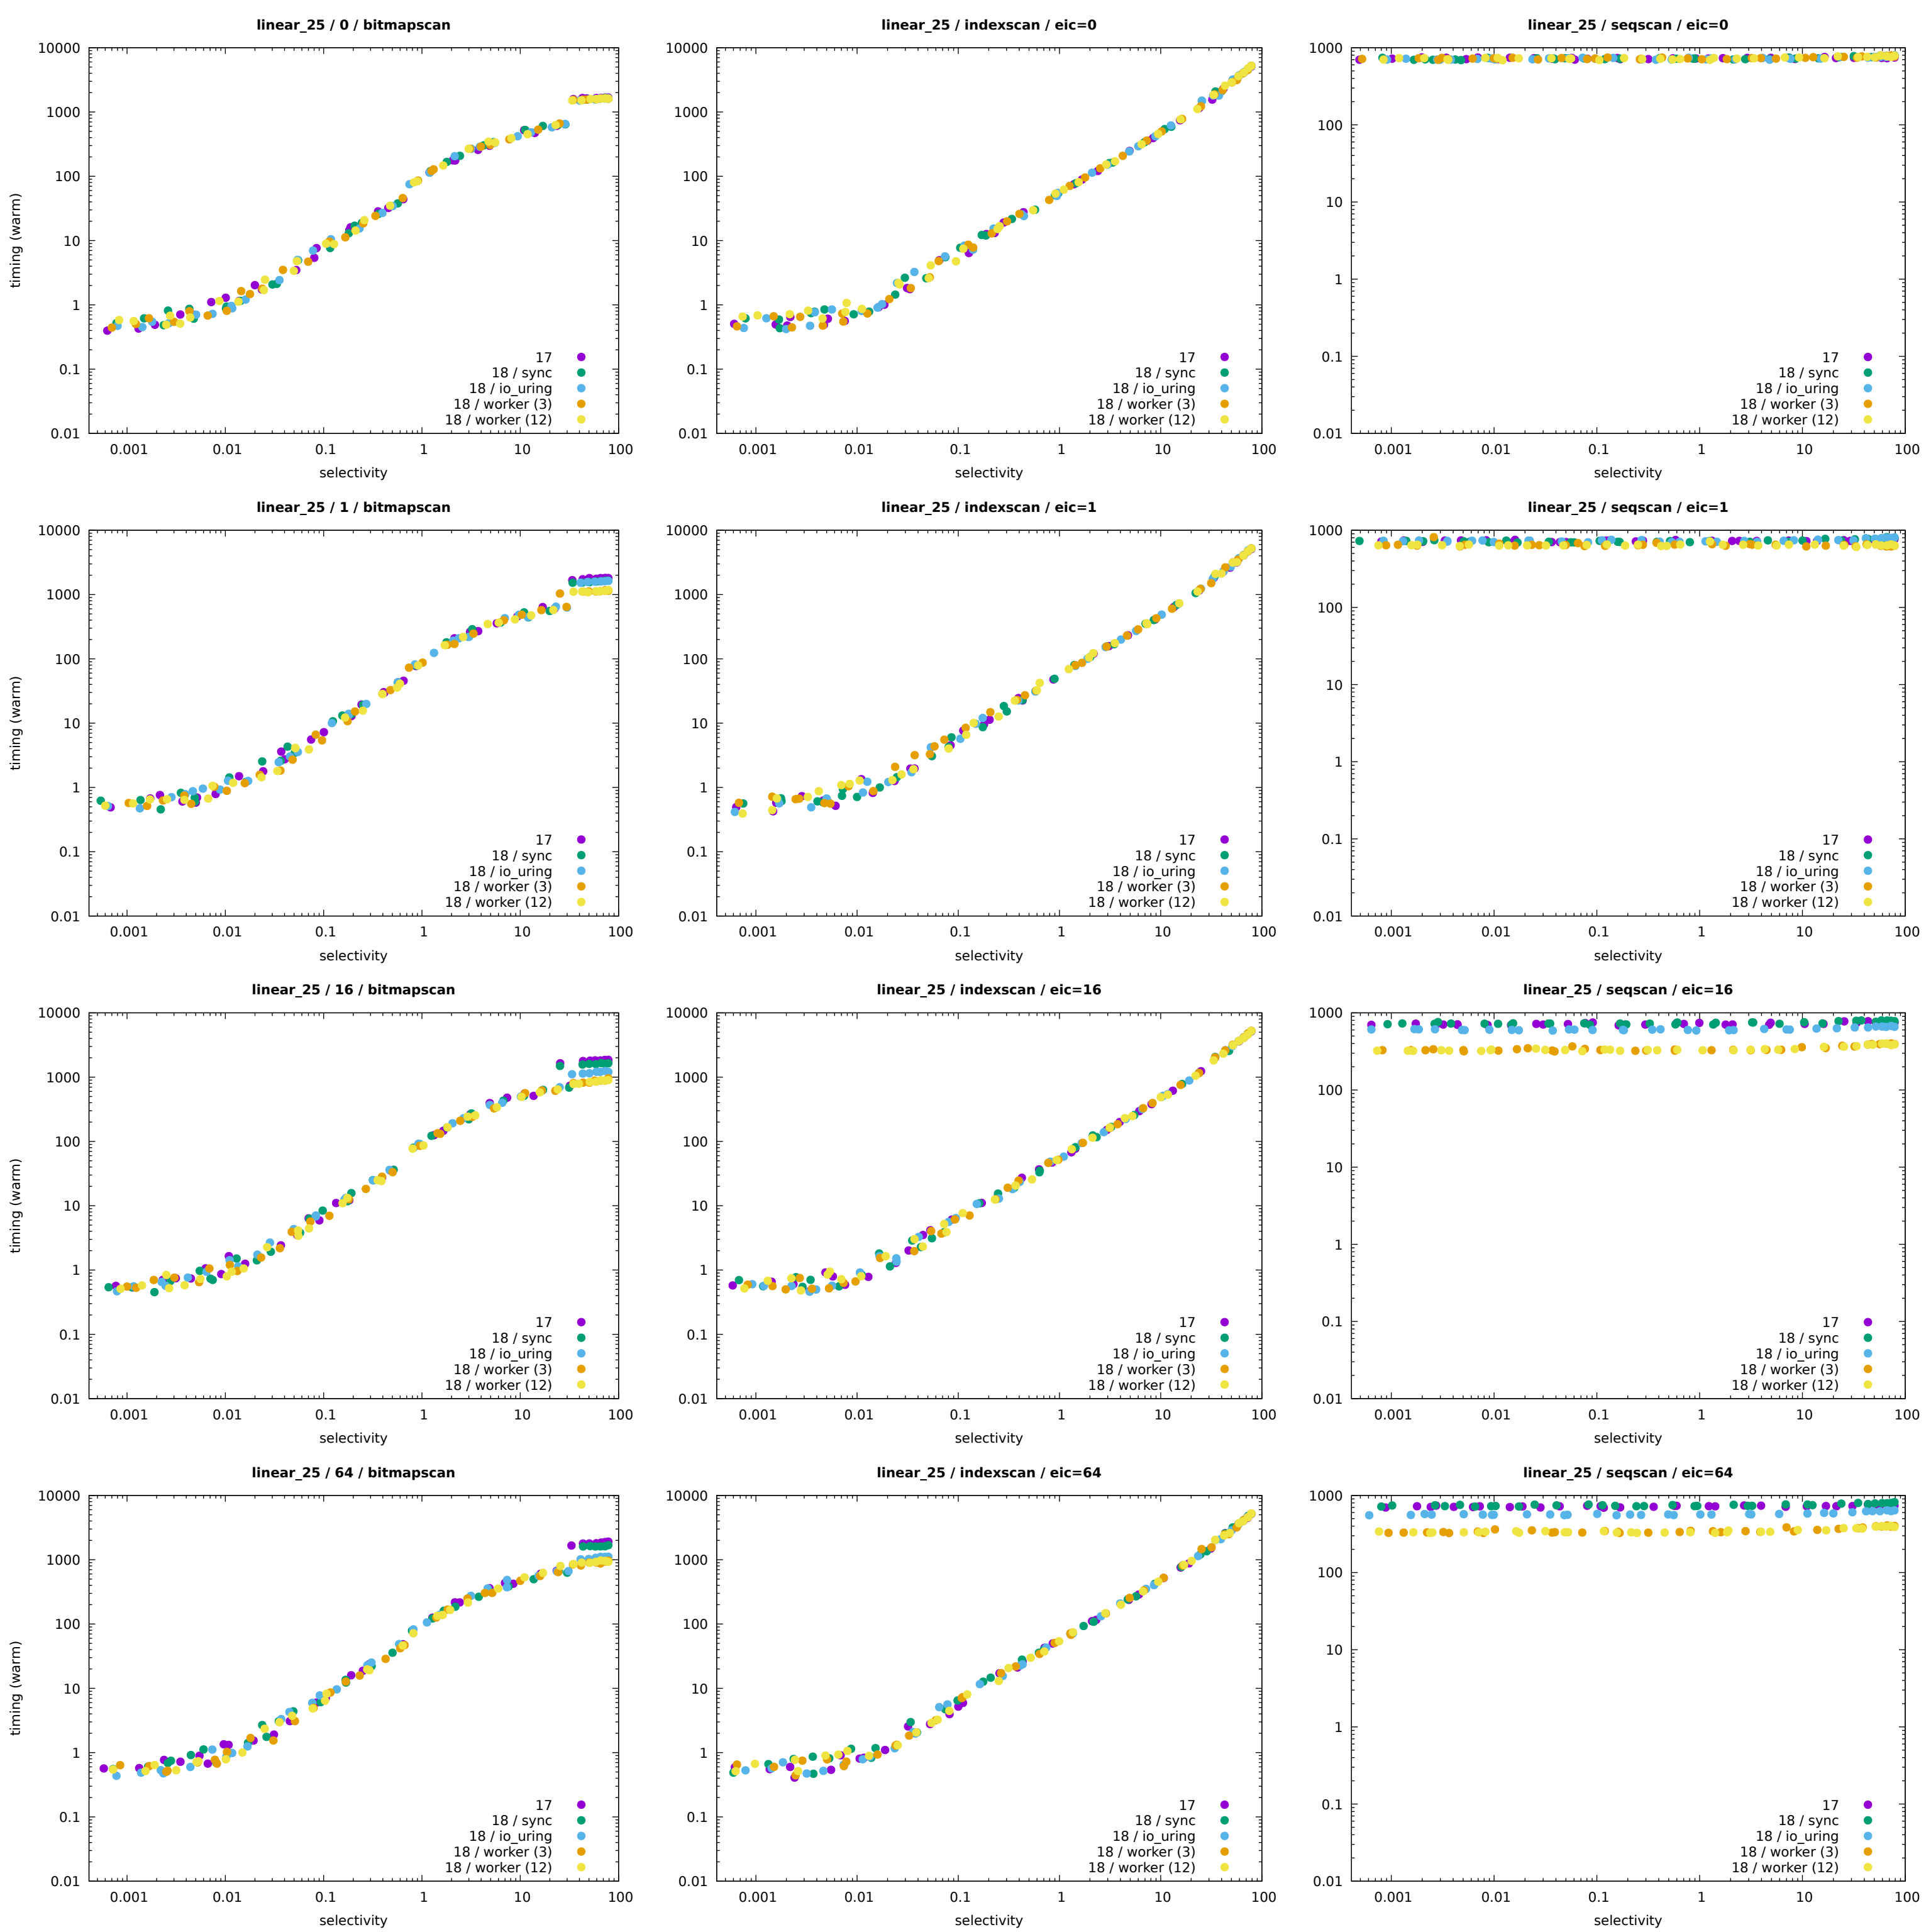 linear_25 / 0 / bitmapscan
10000
1000
100
10
1
0.1
0.01
timing (warm)
17
18 / sync
18 / io_uring
18 / worker (3)
18 / worker (12)
0.001 0.01 0.1 1 10 100
selectivity
linear_25 / indexscan / eic=0
10000
1000
100
10
1
0.1
0.01
17
18 / sync
18 / io_uring
18 / worker (3)
18 / worker (12)
0.001 0.01 0.1 1 10 100
selectivity
linear_25 / seqscan / eic=0
1000
100
10
1
0.1
0.01
17
18 / sync
18 / io_uring
18 / worker (3)
18 / worker (12)
0.001 0.01 0.1 1 10 100
selectivity
linear_25 / 1 / bitmapscan
10000
1000
100
10
1
0.1
0.01
timing (warm)
17
18 / sync
18 / io_uring
18 / worker (3)
18 / worker (12)
0.001 0.01 0.1 1 10 100
selectivity
linear_25 / indexscan / eic=1
10000
1000
100
10
1
0.1
0.01
17
18 / sync
18 / io_uring
18 / worker (3)
18 / worker (12)
0.001 0.01 0.1 1 10 100
selectivity
linear_25 / seqscan / eic=1
1000
100
10
1
0.1
0.01
17
18 / sync
18 / io_uring
18 / worker (3)
18 / worker (12)
0.001 0.01 0.1 1 10 100
selectivity
linear_25 / 16 / bitmapscan
10000
1000
100
10
1
0.1
0.01
timing (warm)
17
18 / sync
18 / io_uring
18 / worker (3)
18 / worker (12)
0.001 0.01 0.1 1 10 100
selectivity
linear_25 / indexscan / eic=16
10000
1000
100
10
1
0.1
0.01
17
18 / sync
18 / io_uring
18 / worker (3)
18 / worker (12)
0.001 0.01 0.1 1 10 100
selectivity
linear_25 / seqscan / eic=16
1000
100
10
1
0.1
0.01
17
18 / sync
18 / io_uring
18 / worker (3)
18 / worker (12)
0.001 0.01 0.1 1 10 100
selectivity
linear_25 / 64 / bitmapscan
10000
1000
100
10
1
0.1
0.01
timing (warm)
17
18 / sync
18 / io_uring
18 / worker (3)
18 / worker (12)
0.001 0.01 0.1 1 10 100
selectivity
linear_25 / indexscan / eic=64
10000
1000
100
10
1
0.1
0.01
17
18 / sync
18 / io_uring
18 / worker (3)
18 / worker (12)
0.001 0.01 0.1 1 10 100
selectivity
linear_25 / seqscan / eic=64
1000
100
10
1
0.1
0.01
17
18 / sync
18 / io_uring
18 / worker (3)
18 / worker (12)
0.001 0.01 0.1 1 10 100
selectivity